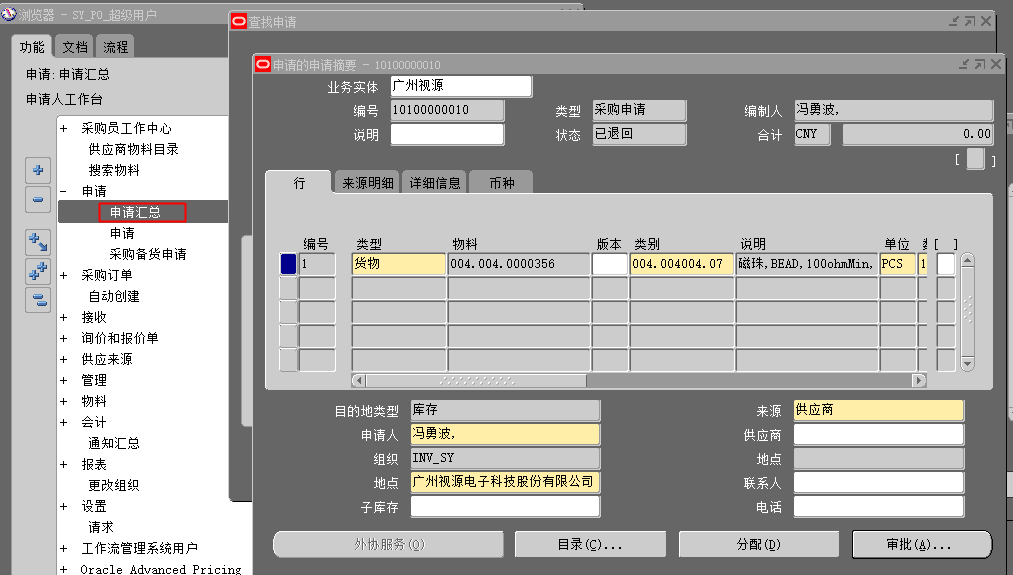 浏览器 - SY_PO_超级用户
功能 文档 流程
申请: 申请汇总
申请人工作台
+ 采购员工作中心
供应商物料目录
搜索物料
- 申请
申请汇总
申请
采购备货申请
+ 采购订单
自动创建
+ 接收
+ 询价和报价单
+ 供应来源
+ 管理
+ 物料
+ 会计
通知汇总
+ 报表
更改组织
+ 设置
请求
+ 工作流管理系统用户
+ Oracle Advanced Pricing
查找申请
申请的申请摘要 - 10100000010
业务实体 广州视源
编号 10100000010 类型 采购申请 编制人 冯勇波,
说明 状态 已退回 合计 CNY 0.00
[ ]
行 来源明细 详细信息 币种
编号 类型 物料 版本 类别 说明 单位 [ ]
1 货物 004.004.0000356 004.004004.07 磁珠,BEAD,100ohmMin, PCS 1
目的地类型 库存 来源 供应商
申请人 冯勇波, 供应商
组织 INV_SY 地点
地点 广州视源电子科技股份有限公司 联系人
子库存 电话
外协服务(Q) 目录(C)... 分配(D) 审批(A)...